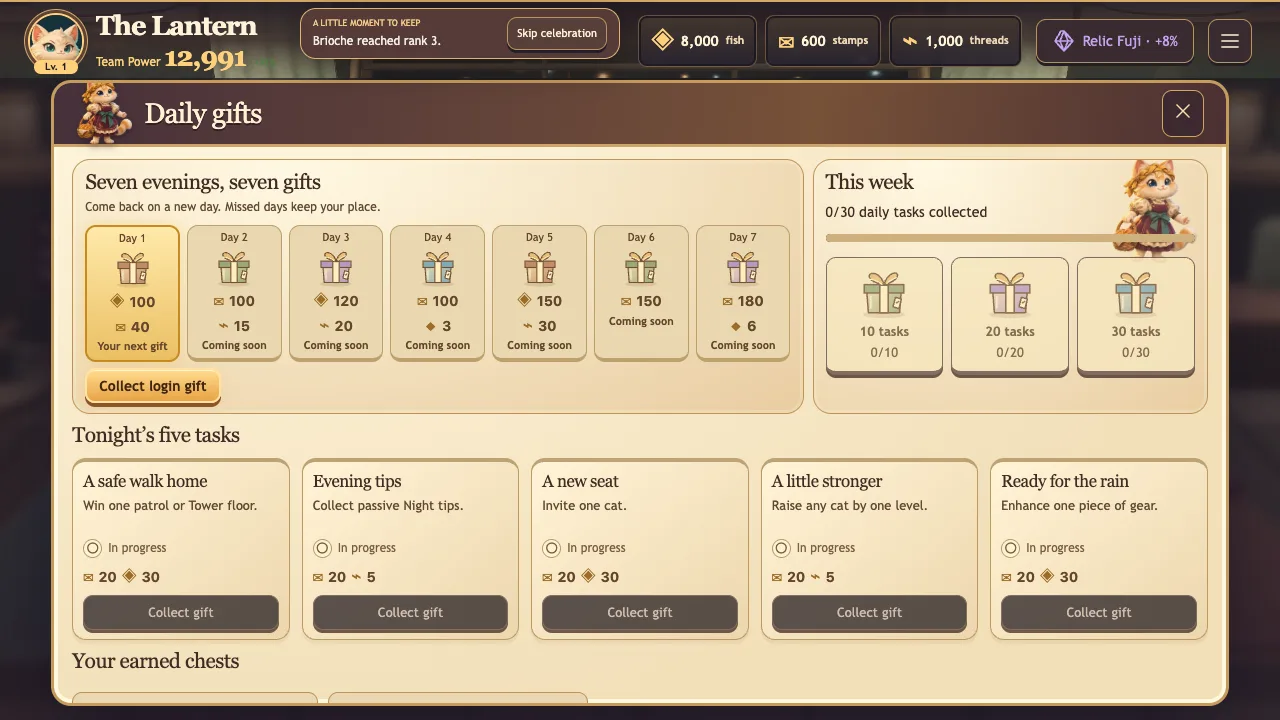 The Lantern
Team Power 12,991
Lv. 1
A LITTLE MOMENT TO KEEP
Brioche reached rank 3.
Skip celebration
8,000 fish
600 stamps
1,000 threads
Relic Fuji · +8%
Daily gifts
Seven evenings, seven gifts
Come back on a new day. Missed days keep your place.
Day 1
100
40
Your next gift
Day 2
100
15
Coming soon
Day 3
120
20
Coming soon
Day 4
100
3
Coming soon
Day 5
150
30
Coming soon
Day 6
150
Coming soon
Day 7
180
6
Coming soon
Collect login gift
This week
0/30 daily tasks collected
10 tasks
0/10
20 tasks
0/20
30 tasks
0/30
Tonight’s five tasks
A safe walk home
Win one patrol or Tower floor.
In progress
20 30
Collect gift
Evening tips
Collect passive Night tips.
In progress
20 5
Collect gift
A new seat
Invite one cat.
In progress
20 30
Collect gift
A little stronger
Raise any cat by one level.
In progress
20 5
Collect gift
Ready for the rain
Enhance one piece of gear.
In progress
20 30
Collect gift
Your earned chests